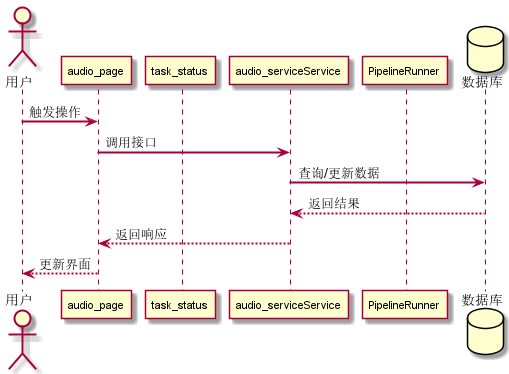 用户
audio_page
task_status
audio_serviceService
PipelineRunner
数据库
触发操作
调用接口
查询/更新数据
返回结果
返回响应
更新界面
用户
audio_page
task_status
audio_serviceService
PipelineRunner
数据库